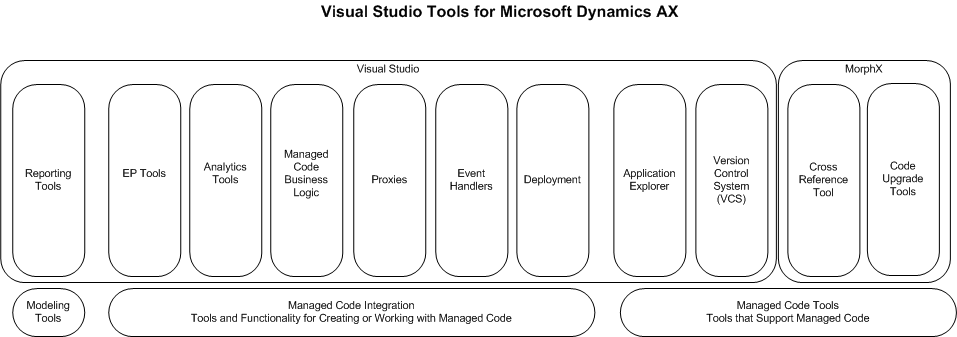 Visual Studio Tools for Microsoft Dynamics AX
Visual Studio
MorphX
Reporting
Tools
EP Tools
Analytics
Tools
Managed
Code
Business
Logic
Proxies
Event
Handlers
Deployment
Application
Explorer
Version
Control
System
(VCS)
Cross
Reference
Tool
Code
Upgrade
Tools
Modeling
Tools
Managed Code Integration
Tools and Functionality for Creating or Working with Managed Code
Managed Code Tools
Tools that Support Managed Code